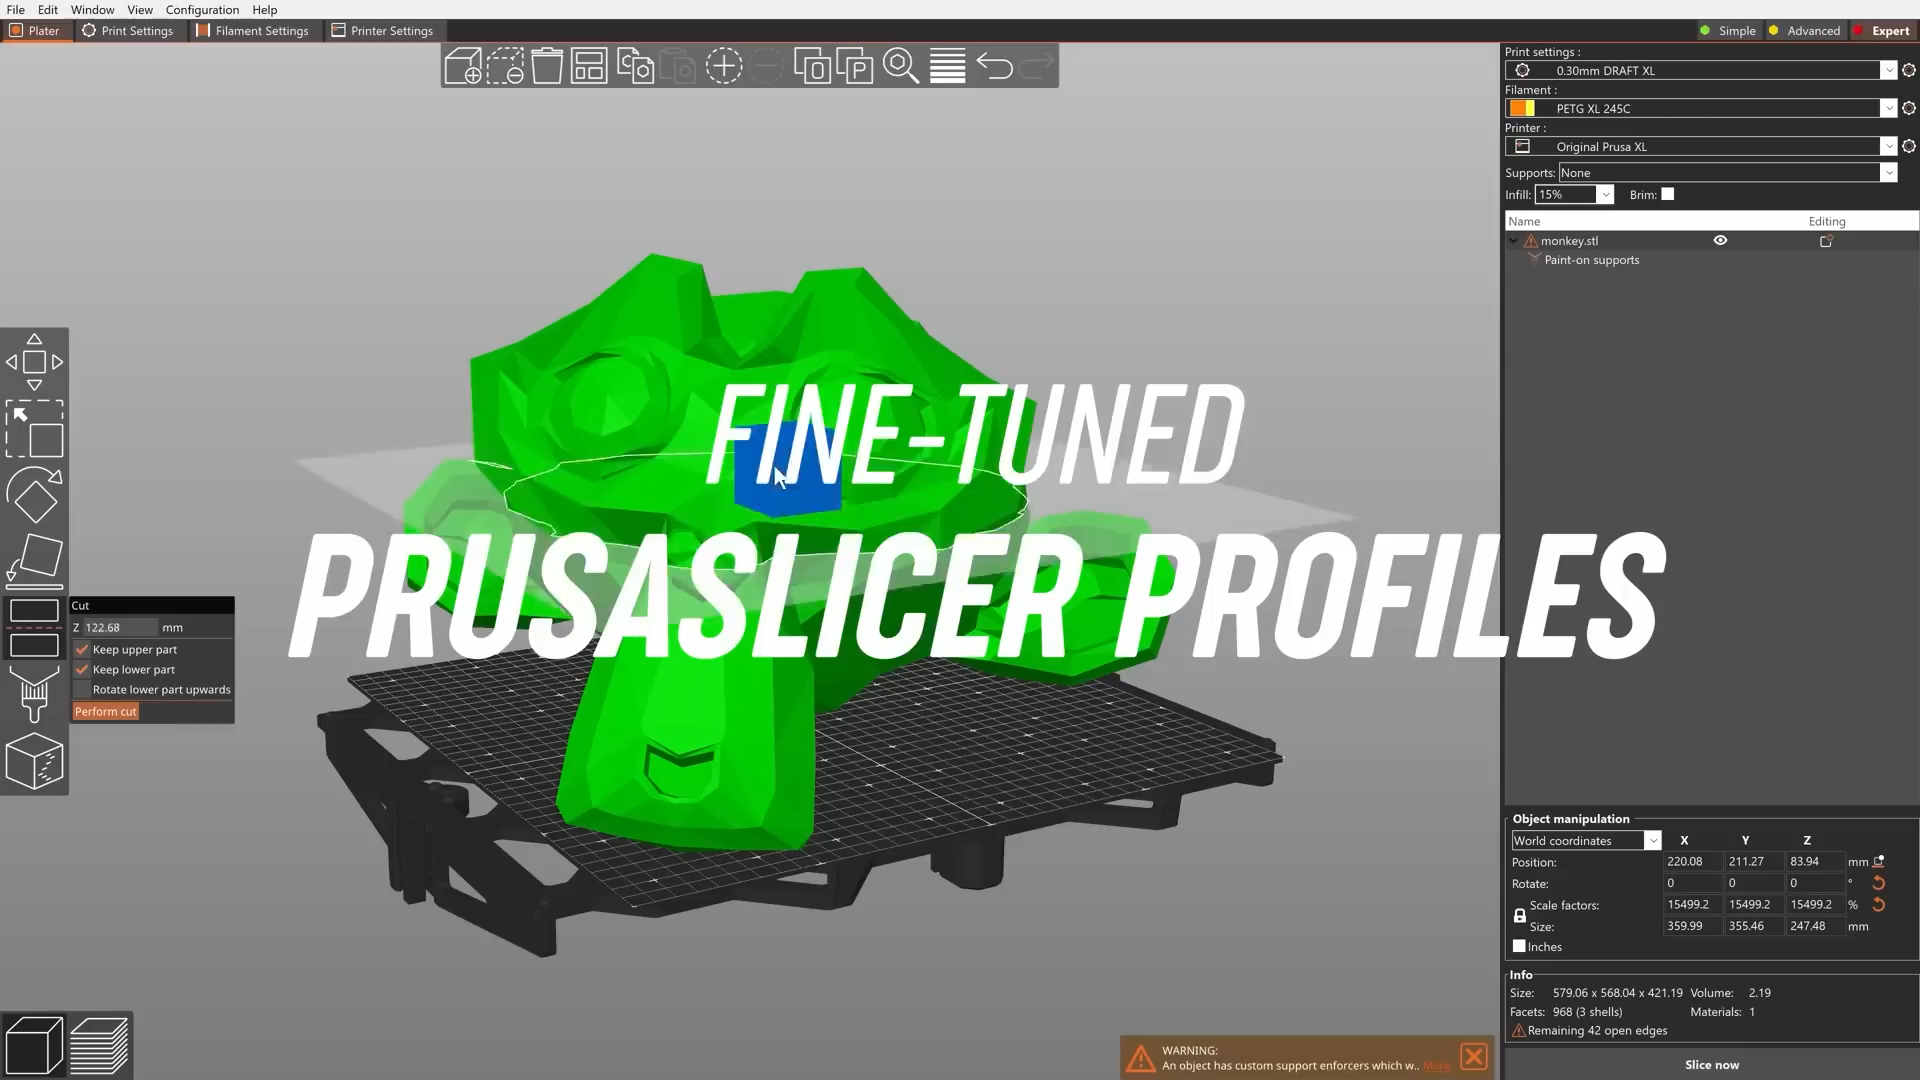 File Edit Window View Configuration Help
Plater Print Settings Filament Settings Printer Settings Simple Advanced Expert
Print settings :
0.30mm DRAFT XL
Filament :
PETG XL 245C
Printer :
Original Prusa XL
Supports: None
Infill: 15% Brim:
Name Editing
monkey.stl
Paint-on supports
FINE-TUNED
PRUSASLICER PROFILES
Cut
Z 122.68 mm
Keep upper part
Keep lower part
Rotate lower part upwards
Perform cut
Object manipulation
World coordinates X Y Z
Position: 220.08 211.27 83.94 mm
Rotate: 0 0 0 °
Scale factors: 15499.2 15499.2 15499.2 %
Size: 359.99 355.46 247.48 mm
Inches
Info
Size: 579.06 x 568.04 x 421.19 Volume: 2.19
Facets: 968 (3 shells) Materials: 1
Remaining 42 open edges
WARNING:
An object has custom support enforcers which w.. More
Slice now